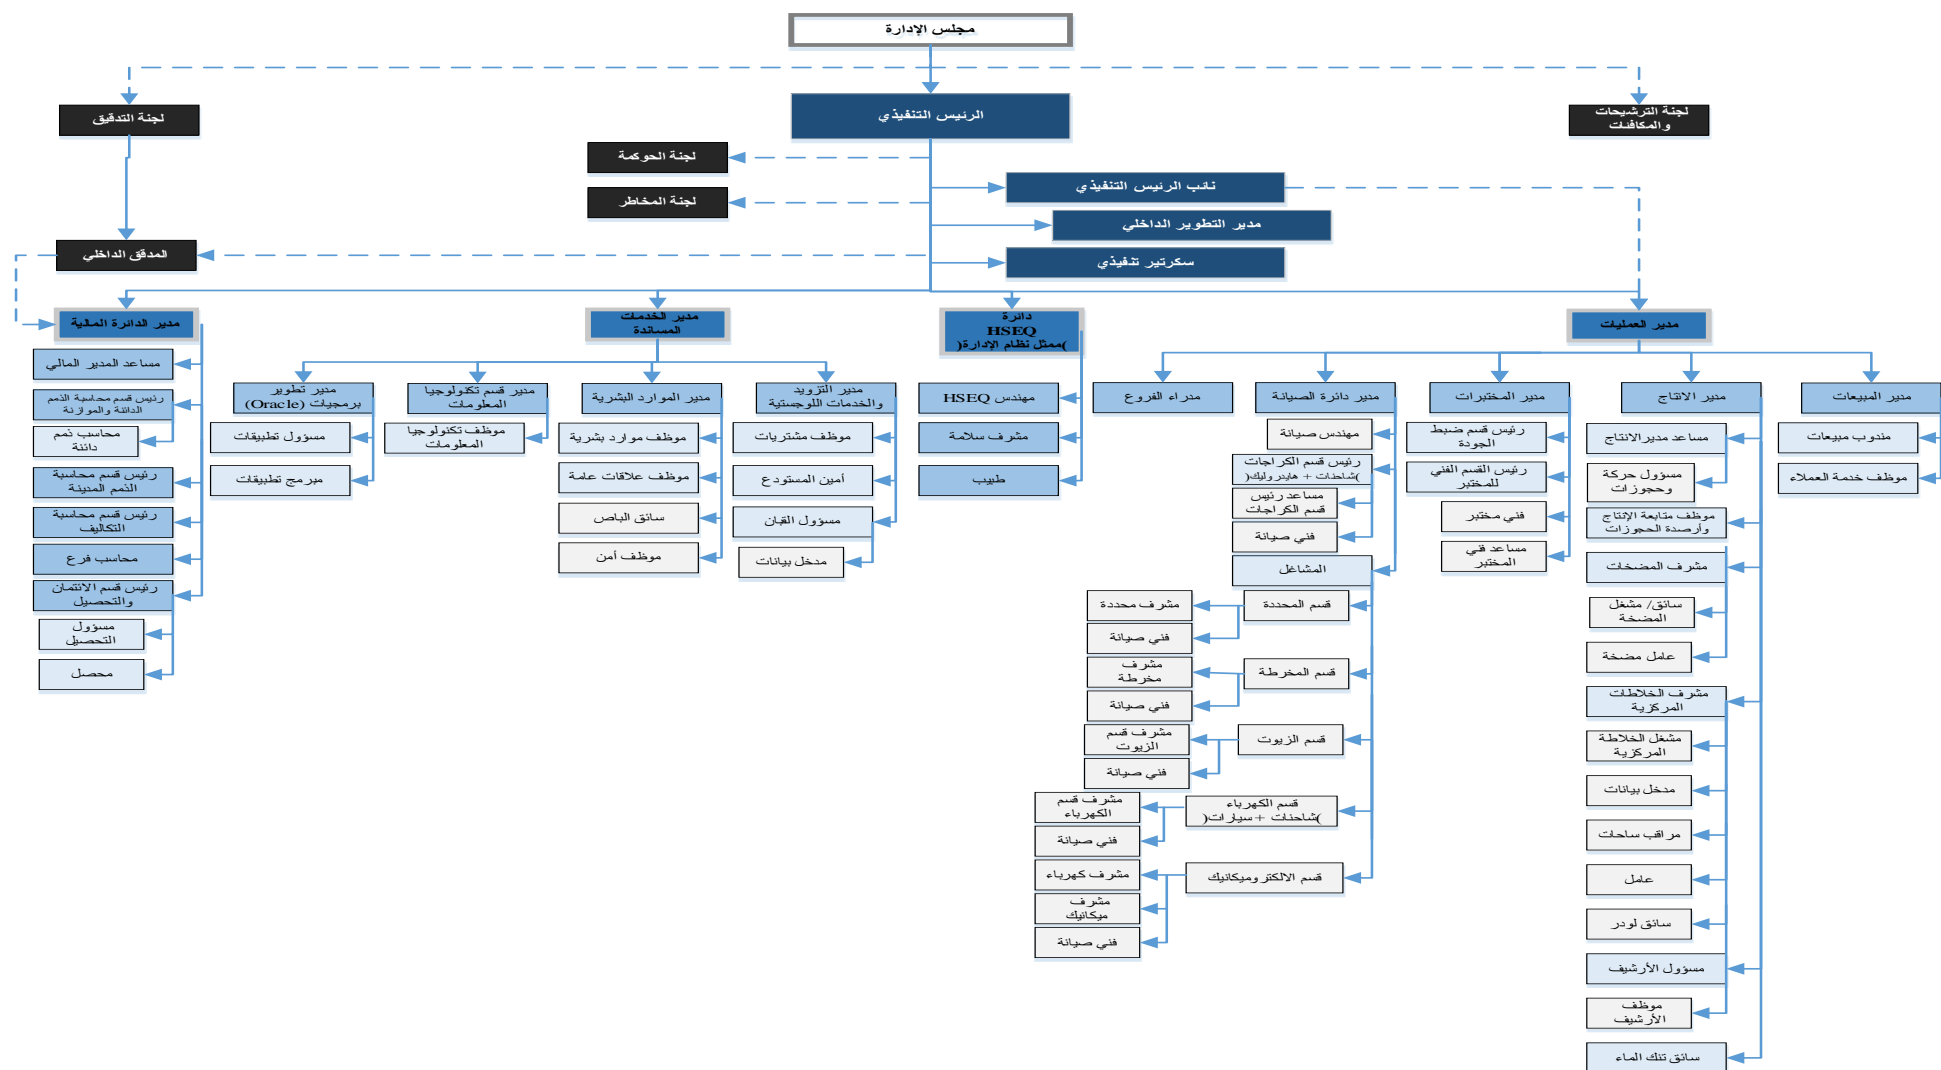 مجلس الإدارة
لجنة التدقيق
الرئيس التنفيذي
لجنة الترشيحات
والمكافئات
لجنة الحوكمة
نائب الرئيس التنفيذي
لجنة المخاطر
مدير التطوير الداخلي
المدقق الداخلي
سكرتير تنفيذي
مدير العمليات
دائرة
HSEQ
)ممثل نظام الإدارة(
مدير الخدمات
المساندة
مدير الدائرة المالية
مدير المبيعات
مندوب مبيعات
موظف خدمة العملاء
مدير الانتاج
مساعد مديرالانتاج
مسؤول حركة
وحجوزات
موظف متابعة الإنتاج
وأرصدة الحجوزات
مشرف المضخات
سائق/ مشغل
المضخة
عامل مضخة
مشرف الخلاطات
المركزية
مشغل الخلاطة
المركزية
مدخل بيانات
مراقب ساحات
عامل
سائق لودر
مسؤول الأرشيف
موظف
الأرشيف
سائق تنك الماء
مدير المختبرات
رئيس قسم ضبط
الجودة
رئيس القسم الفني
للمختبر
فني مختبر
مساعد فني
المختبر
مدير دائرة الصيانة
مهندس صيانة
رئيس قسم الكراجات
)شاحنات + هايدروليك(
مساعد رئيس
قسم الكراجات
فني صيانة
المشاغل
قسم المحددة
مشرف محددة
فني صيانة
قسم المخرطة
مشرف
مخرطة
فني صيانة
قسم الزيوت
مشرف قسم
الزيوت
فني صيانة
قسم الكهرباء
)شاحنات +سيارات(
مشرف قسم
الكهرباء
فني صيانة
قسم الالكتروميكانيك
مشرف كهرباء
مشرف
ميكانيك
فني صيانة
مدراء الفروع
مهندس HSEQ
مشرف سلامة
طبيب
مدير التزويد
والخدمات اللوجستية
موظف مشتريات
أمين المستودع
مسؤول القبان
مدخل بيانات
مدير الموارد البشرية
موظف موارد بشرية
موظف علاقات عامة
سائق الباص
موظف أمن
مدير قسم تكنولوجيا
المعلومات
موظف تكنولوجيا
المعلومات
مدير تطوير
برمجيات (Oracle)
مسؤول تطبيقات
مبرمج تطبيقات
مساعد المدير المالي
رئيس قسم محاسبة الذمم
الدائنة والموازنة
محاسب ذمم
دائنة
رئيس قسم محاسبة
الذمم المدينة
رئيس قسم محاسبة
التكاليف
محاسب فرع
رئيس قسم الائتمان
والتحصيل
مسؤول
التحصيل
محصل